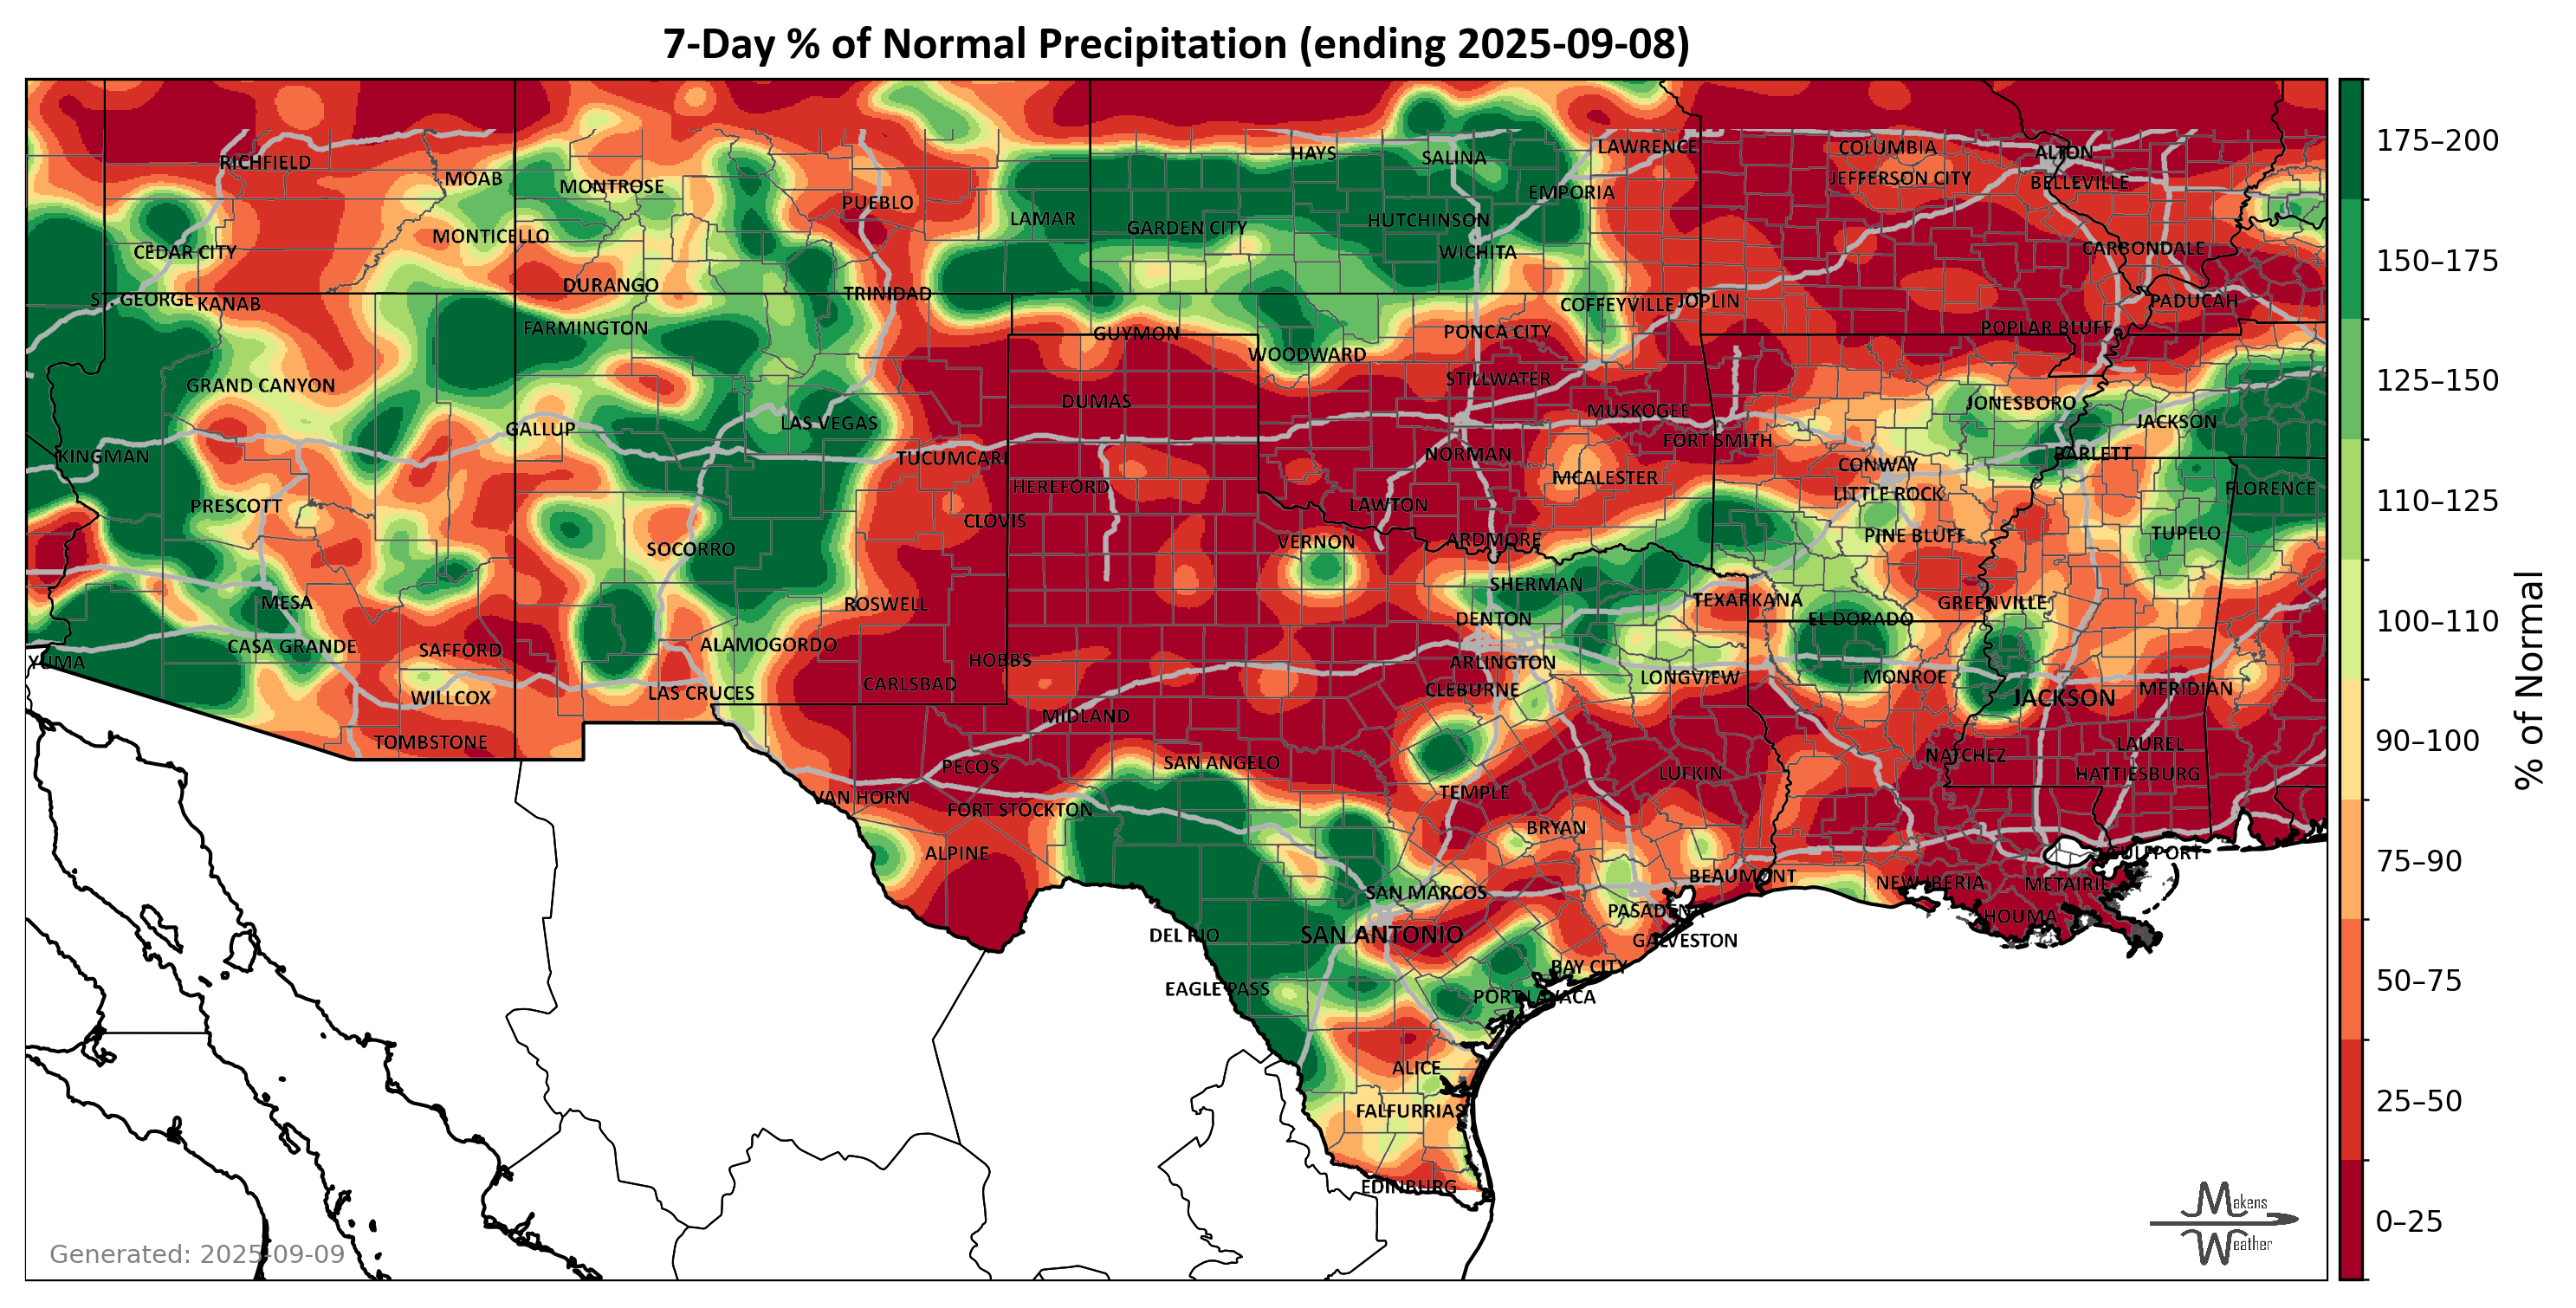 7-Day % of Normal Precipitation (ending 2025-09-08)
RICHFIELD
MOAB
MONTROSE
PUEBLO
LAMAR
HAYS
SALINA
LAWRENCE
EMPORIA
COLUMBIA
JEFFERSON CITY
ALTON
BELLEVILLE
CEDAR CITY
MONTICELLO
GARDEN CITY
HUTCHINSON
WICHITA
CARBONDALE
ST. GEORGE
KANAB
DURANGO
TRINIDAD
COFFEYVILLE
JOPLIN
PADUCAH
FARMINGTON
GUYMON
WOODWARD
PONCA CITY
POPLAR BLUFF
GRAND CANYON
DUMAS
STILLWATER
MUSKOGEE
JONESBORO
JACKSON
GALLUP
LAS VEGAS
FORT SMITH
KINGMAN
TUCUMCARI
NORMAN
MCALESTER
CONWAY
BARLETT
PRESCOTT
HEREFORD
LAWTON
LITTLE ROCK
FLORENCE
SOCORRO
CLOVIS
VERNON
ARDMORE
PINE BLUFF
TUPELO
MESA
ROSWELL
SHERMAN
TEXARKANA
GREENVILLE
DENTON
EL DORADO
CASA GRANDE
SAFFORD
ALAMOGORDO
HOBBS
ARLINGTON
YUMA
WILLCOX
LAS CRUCES
CARLSBAD
CLEBURNE
LONGVIEW
MONROE
JACKSON
MERIDIAN
TOMBSTONE
MIDLAND
PECOS
SAN ANGELO
LUFKIN
NATCHEZ
LAUREL
HATTIESBURG
VAN HORN
FORT STOCKTON
TEMPLE
ALPINE
BRYAN
GULFPORT
SAN MARCOS
BEAUMONT
NEW IBERIA
METAIRIE
PASADENA
HOUMA
DEL RIO
SAN ANTONIO
GALVESTON
BAY CITY
EAGLE PASS
PORT LAVACA
ALICE
FALFURRIAS
EDINBURG
Generated: 2025-09-09
Makens
Weather
175–200
150–175
125–150
110–125
100–110
90–100
75–90
50–75
25–50
0–25
% of Normal